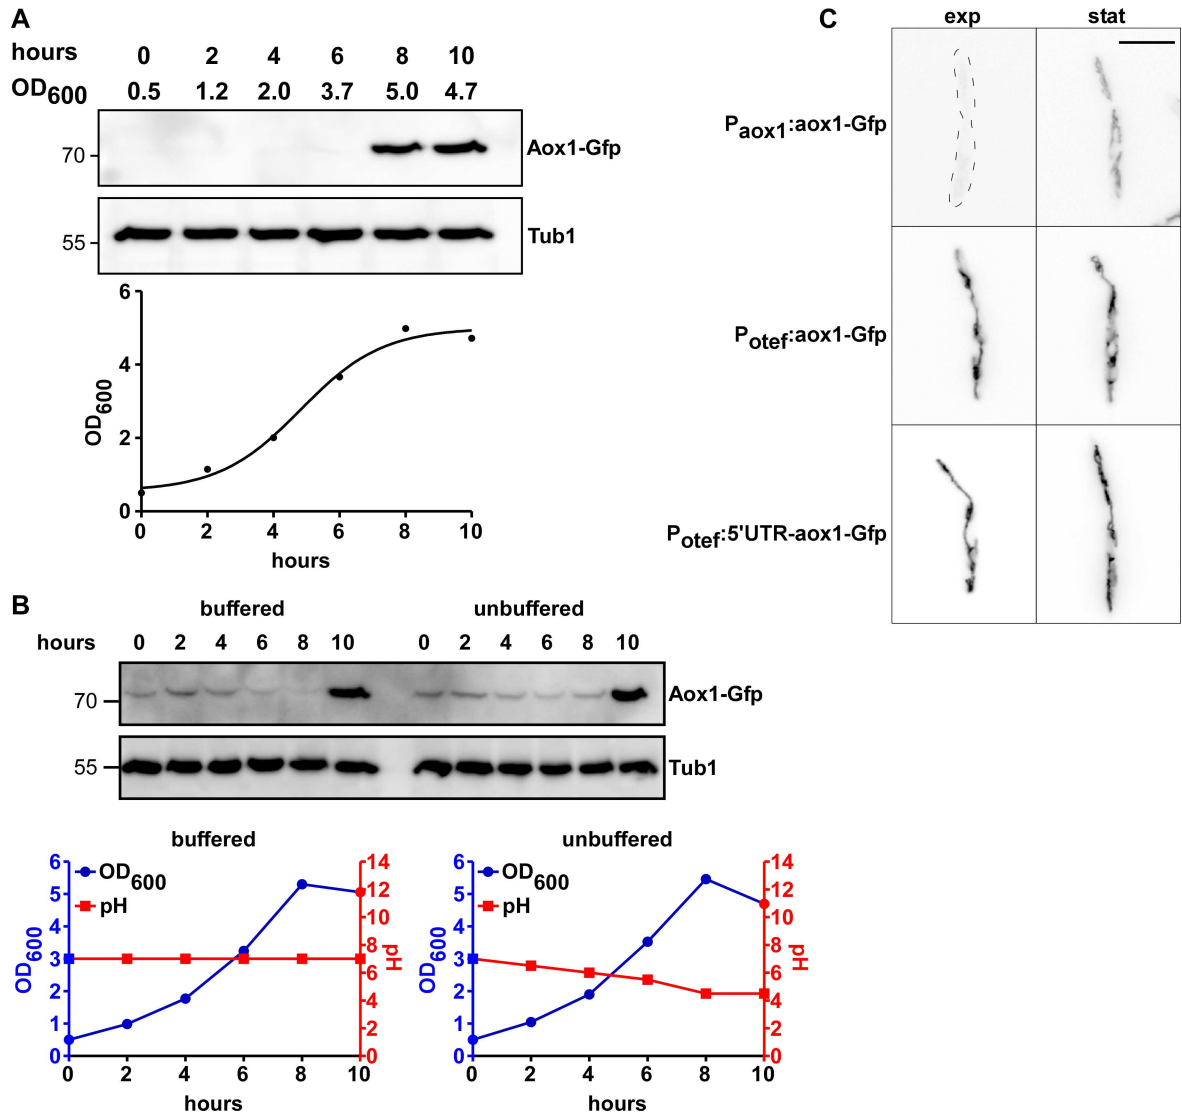 A
hours 0 2 4 6 8 10
OD600 0.5 1.2 2.0 3.7 5.0 4.7
70 Aox1-Gfp
55 Tub1
6
4
2
0
OD600
0 2 4 6 8 10
hours
B
buffered unbuffered
hours 0 2 4 6 8 10 0 2 4 6 8 10
70 Aox1-Gfp
55 Tub1
buffered
OD600
pH
6
5
4
3
2
1
0
OD600
14
12
10
8
6
4
2
0
pH
0 2 4 6 8 10
hours
unbuffered
OD600
pH
6
5
4
3
2
1
0
OD600
14
12
10
8
6
4
2
0
pH
0 2 4 6 8 10
hours
C
exp stat
Paox1:aox1-Gfp
Potef:aox1-Gfp
Potef:5'UTR-aox1-Gfp